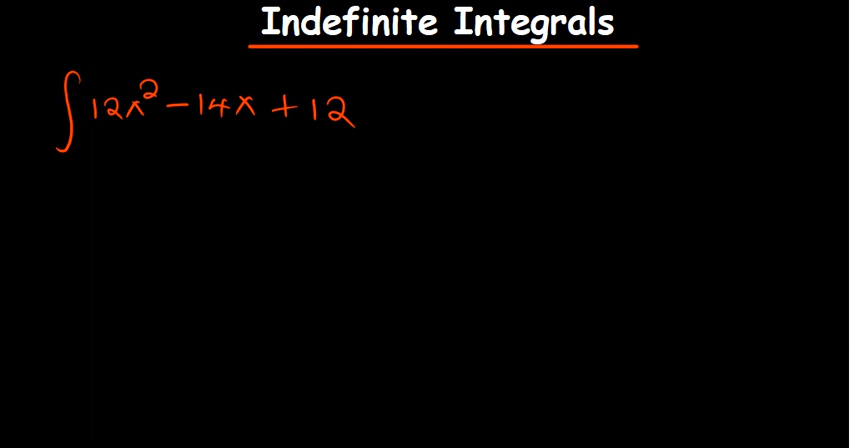 Indefinite Integrals
∫12x² - 14x + 12